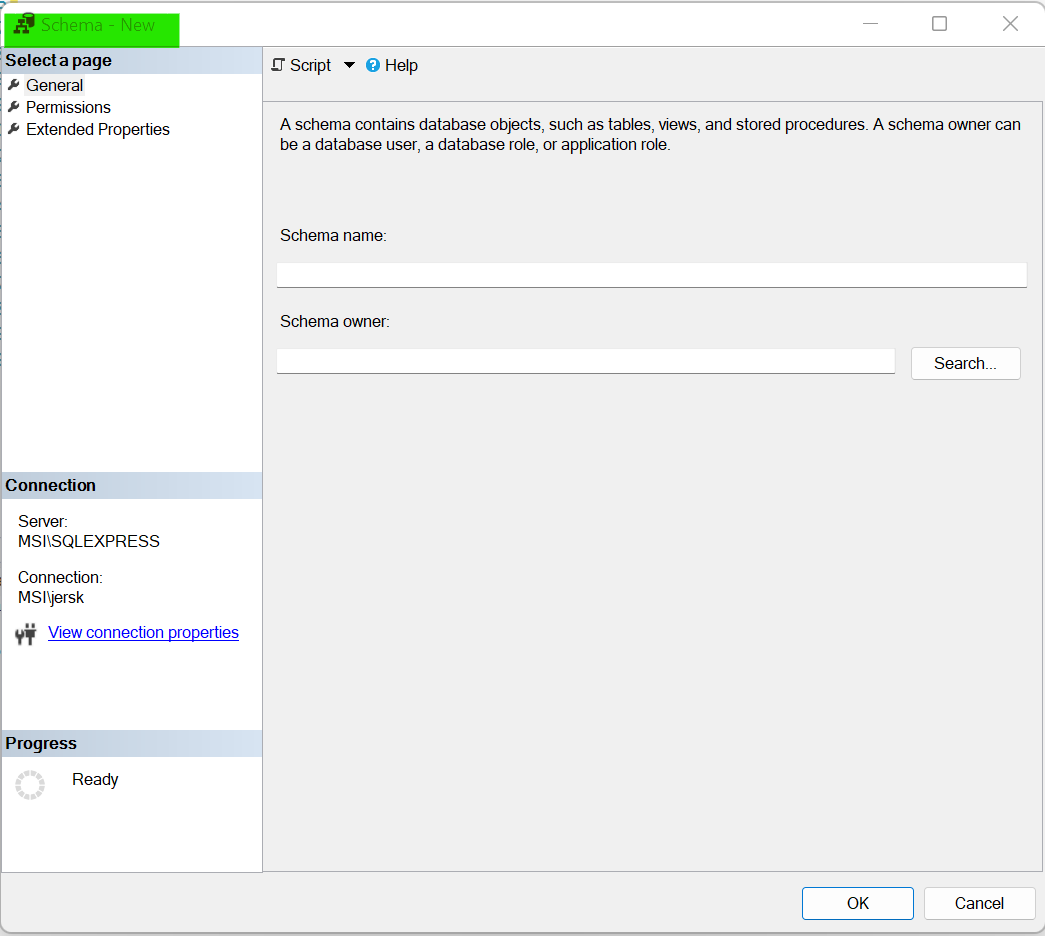 Schema - New
Select a page
General
Permissions
Extended Properties
Script
Help
A schema contains database objects, such as tables, views, and stored procedures. A schema owner can
be a database user, a database role, or application role.
Schema name:
Schema owner:
Search...
Connection
Server:
MSI\SQLEXPRESS
Connection:
MSI\jersk
View connection properties
Progress
Ready
OK
Cancel